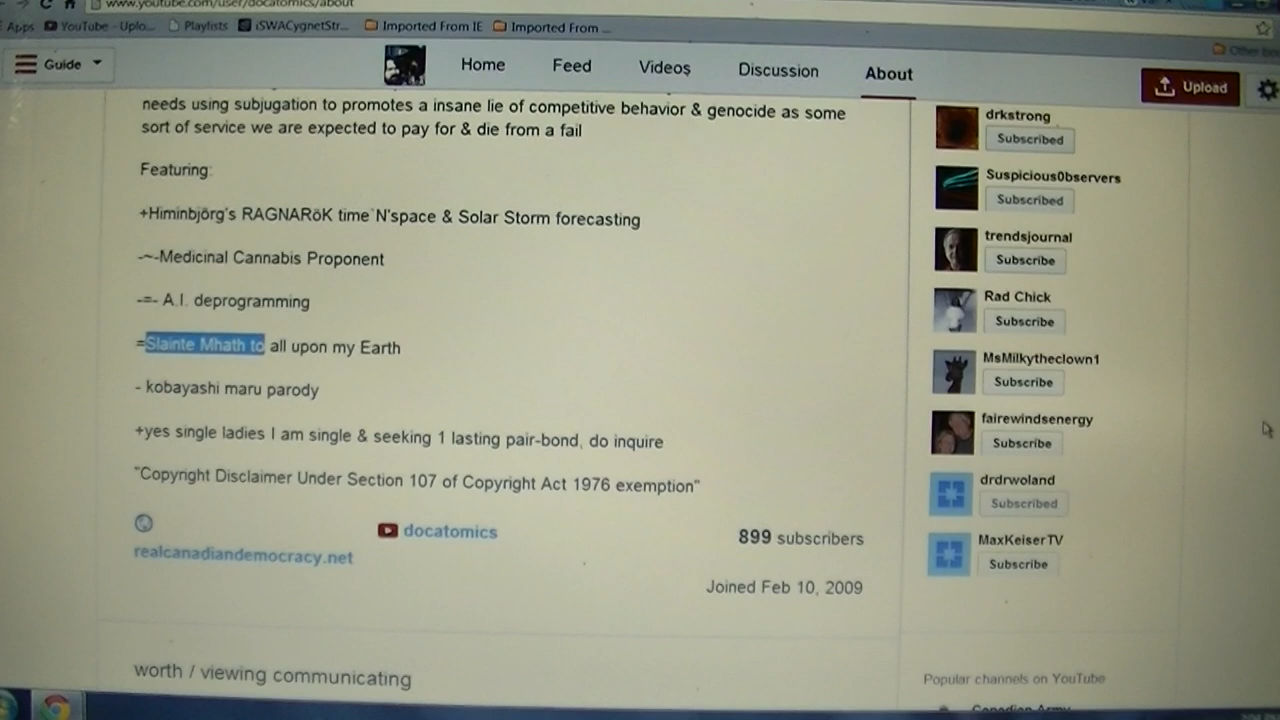 www.youtube.com/user/docatomics/about
Apps YouTube - Uplo... Playlists iSWACygnetStr... Imported From IE Imported From ...
Guide Home Feed Videos Discussion About Upload
needs using subjugation to promotes a insane lie of competitive behavior & genocide as some
sort of service we are expected to pay for & die from a fail
Featuring:
+Himinbjörg's RAGNARöK time N'space & Solar Storm forecasting
-~-Medicinal Cannabis Proponent
-=- A.I. deprogramming
=Slainte Mhath to all upon my Earth
- kobayashi maru parody
+yes single ladies I am single & seeking 1 lasting pair-bond, do inquire
"Copyright Disclaimer Under Section 107 of Copyright Act 1976 exemption"
docatomics
899 subscribers
realcanadiandemocracy.net
Joined Feb 10, 2009
worth / viewing communicating
drkstrong
Subscribed
Suspicious0bservers
Subscribed
trendsjournal
Subscribe
Rad Chick
Subscribe
MsMilkytheclown1
Subscribe
fairewindsenergy
Subscribe
drdrwoland
Subscribed
MaxKeiserTV
Subscribe
Popular channels on YouTube
Canadian Army